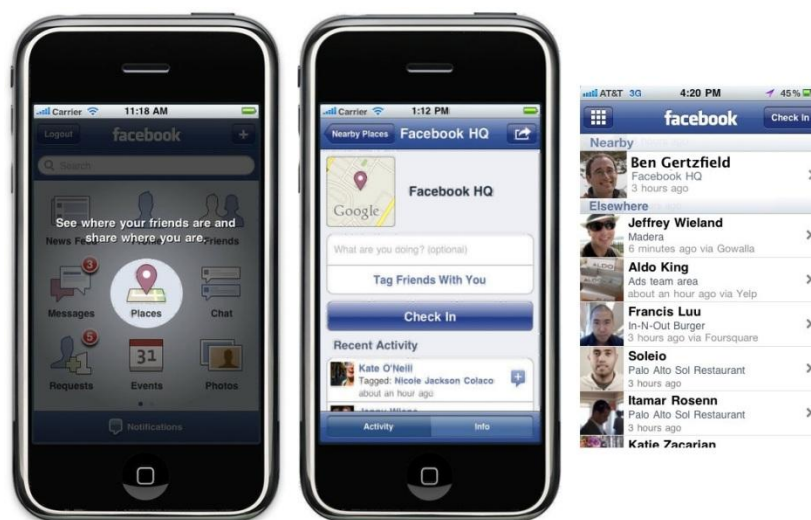 Carrier 11:18 AM
Logout facebook +
Search
See where your friends are and
share where you are.
News Feed Friends
3
Messages Places Chat
5
31
Requests Events Photos
Notifications
Carrier 1:12 PM
Nearby Places Facebook HQ
Google
Facebook HQ
What are you doing? (optional)
Tag Friends With You
Check In
Recent Activity
Kate O'Neill
Tagged: Nicole Jackson Colaco
about an hour ago
Activity Info
AT&T 3G 4:20 PM 45%
facebook Check In
Nearby
Ben Gertzfield
Facebook HQ
3 hours ago
Elsewhere
Jeffrey Wieland
Madera
6 minutes ago via Gowalla
Aldo King
Ads team area
about an hour ago via Yelp
Francis Luu
In-N-Out Burger
3 hours ago via Foursquare
Soleio
Palo Alto Sol Restaurant
3 hours ago
Itamar Rosenn
Palo Alto Sol Restaurant
3 hours ago
Katie Zacarian